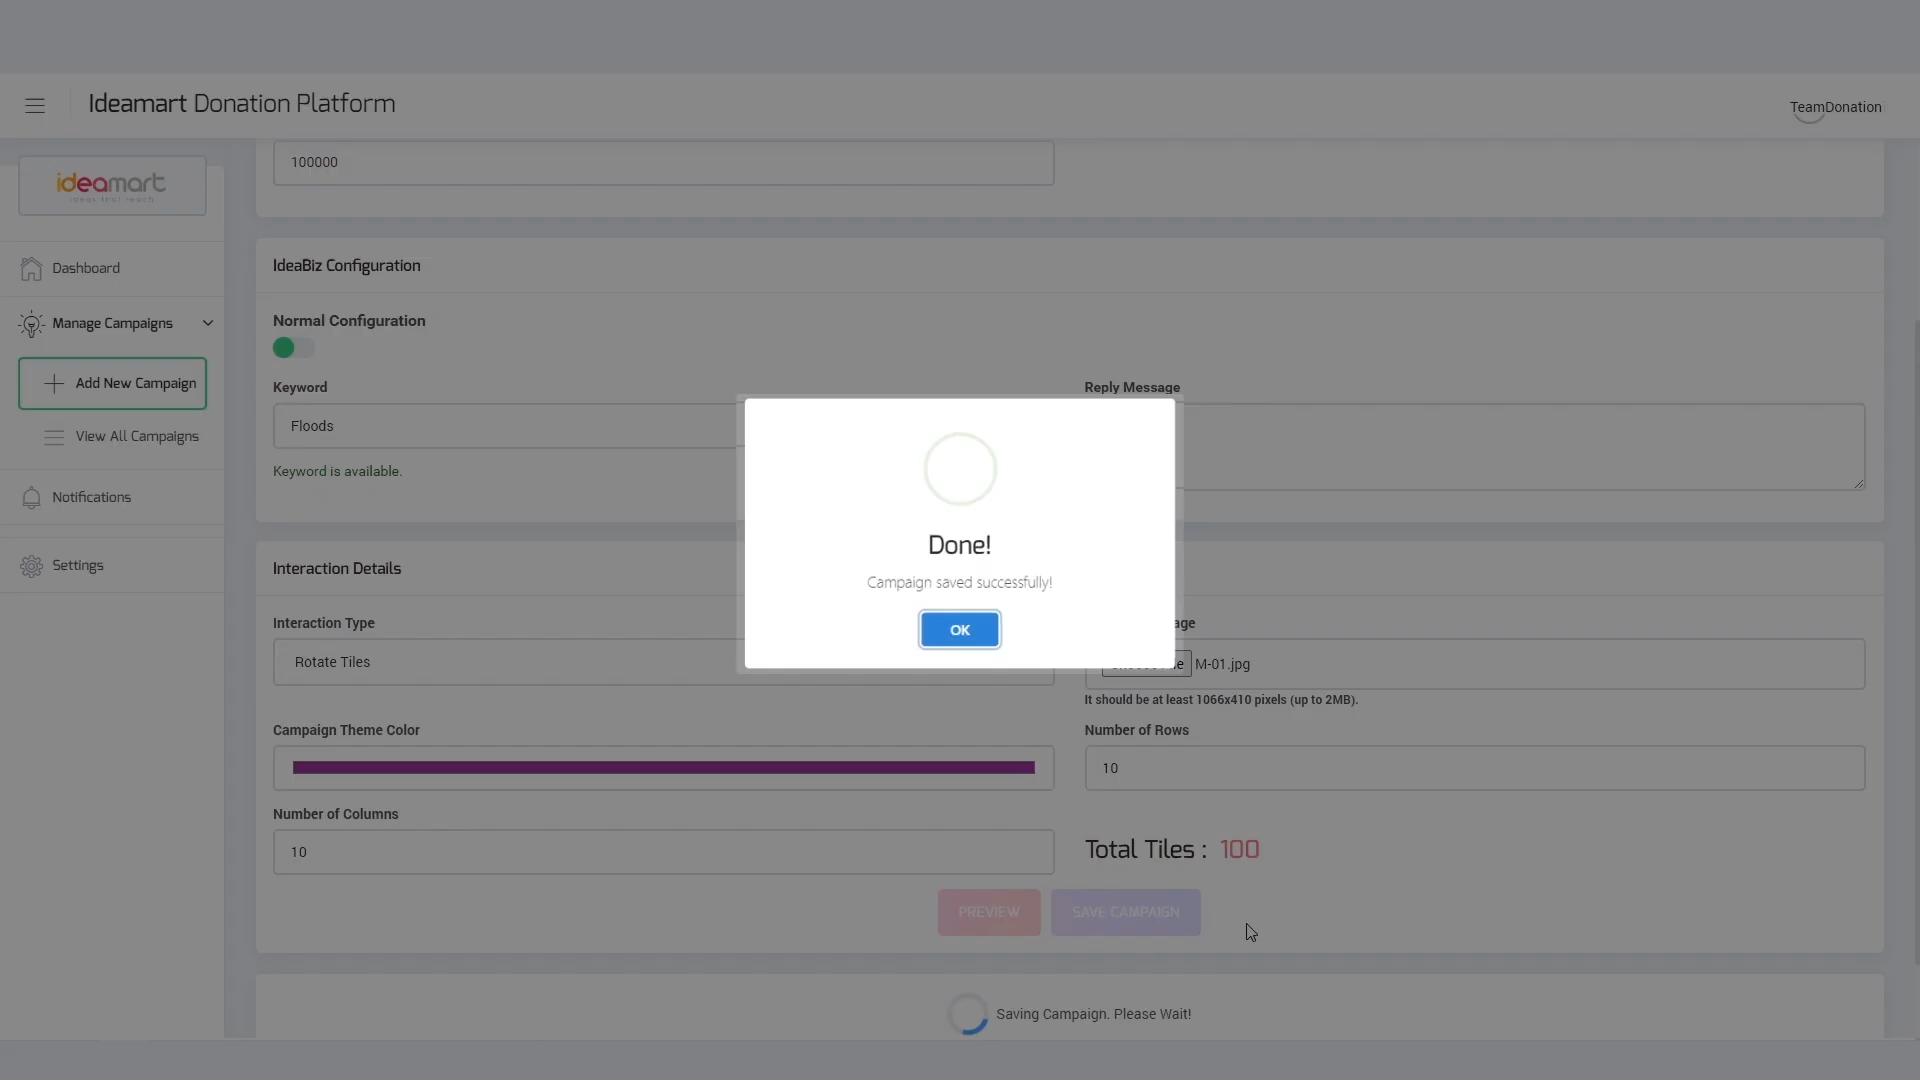 Ideamart Donation Platform
TeamDonation
ideamart
ideas that reach
100000
Dashboard
Manage Campaigns
Add New Campaign
View All Campaigns
Notifications
Settings
IdeaBiz Configuration
Normal Configuration
Keyword
Floods
Keyword is available.
Reply Message
Done!
Campaign saved successfully!
OK
Interaction Details
Interaction Type
Rotate Tiles
M-01.jpg
It should be at least 1066x410 pixels (up to 2MB).
Campaign Theme Color
Number of Rows
10
Number of Columns
10
Total Tiles : 100
PREVIEW
SAVE CAMPAIGN
Saving Campaign. Please Wait!